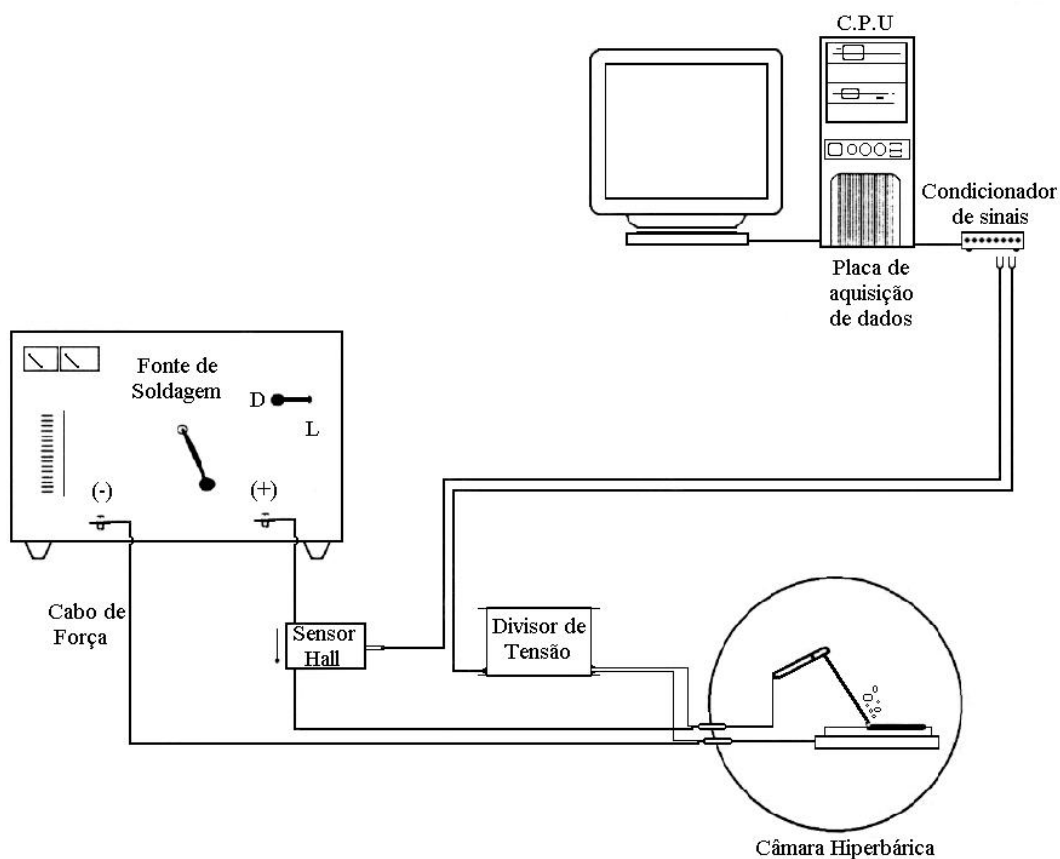 C.P.U
Condicionador
de sinais
Placa de
aquisição
de dados
Fonte de
Soldagem
D
L
(-)
(+)
Cabo de
Força
Sensor
Hall
Divisor de
Tensão
Câmara Hiperbárica